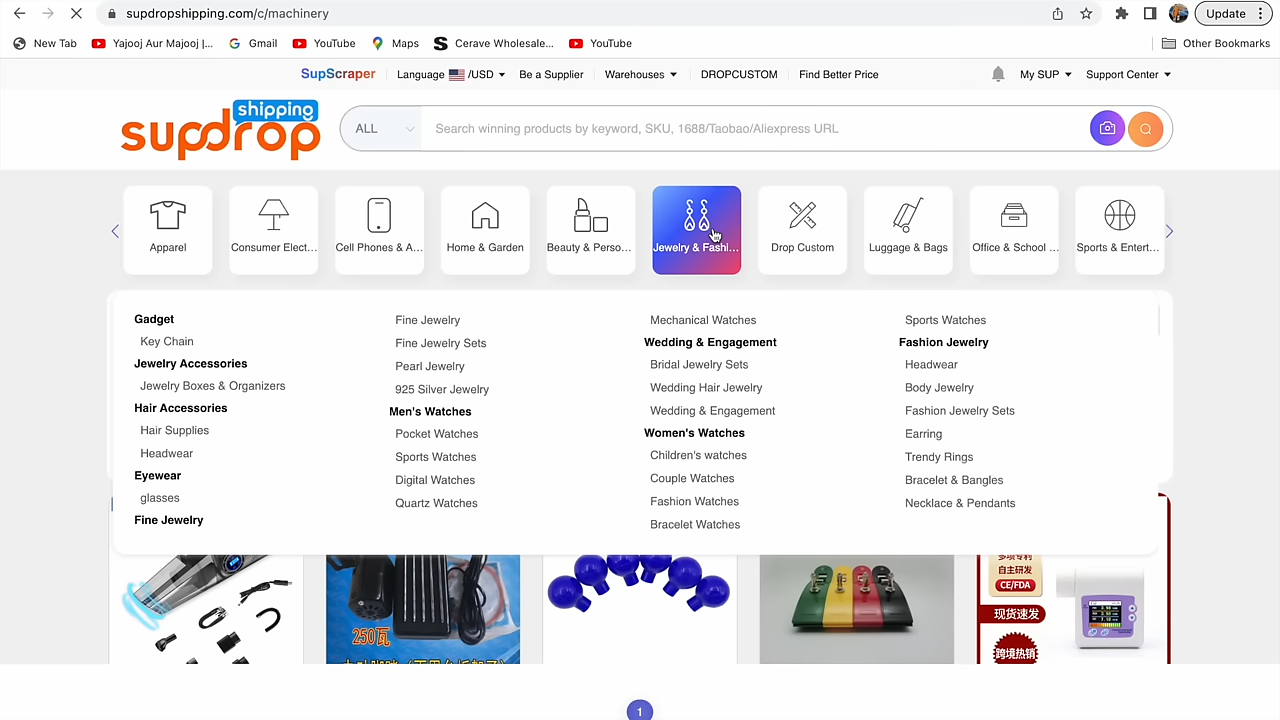 supdropshipping.com/c/machinery
Update
New Tab
Yajooj Aur Majooj |...
Gmail
YouTube
Maps
Cerave Wholesale...
YouTube
Other Bookmarks
SupScraper
Language /USD
Be a Supplier
Warehouses
DROPCUSTOM
Find Better Price
My SUP
Support Center
supdrop shipping
ALL
Search winning products by keyword, SKU, 1688/Taobao/Aliexpress URL
Apparel
Consumer Elect...
Cell Phones & A...
Home & Garden
Beauty & Perso...
Jewelry & Fashi...
Drop Custom
Luggage & Bags
Office & School ...
Sports & Entert...
Gadget
Key Chain
Jewelry Accessories
Jewelry Boxes & Organizers
Hair Accessories
Hair Supplies
Headwear
Eyewear
glasses
Fine Jewelry
Fine Jewelry
Fine Jewelry Sets
Pearl Jewelry
925 Silver Jewelry
Men's Watches
Pocket Watches
Sports Watches
Digital Watches
Quartz Watches
Mechanical Watches
Wedding & Engagement
Bridal Jewelry Sets
Wedding Hair Jewelry
Wedding & Engagement
Women's Watches
Children's watches
Couple Watches
Fashion Watches
Bracelet Watches
Sports Watches
Fashion Jewelry
Headwear
Body Jewelry
Fashion Jewelry Sets
Earring
Trendy Rings
Bracelet & Bangles
Necklace & Pendants
250瓦
多项专利
自主研发
CE/FDA
现货速发
跨境热销
1